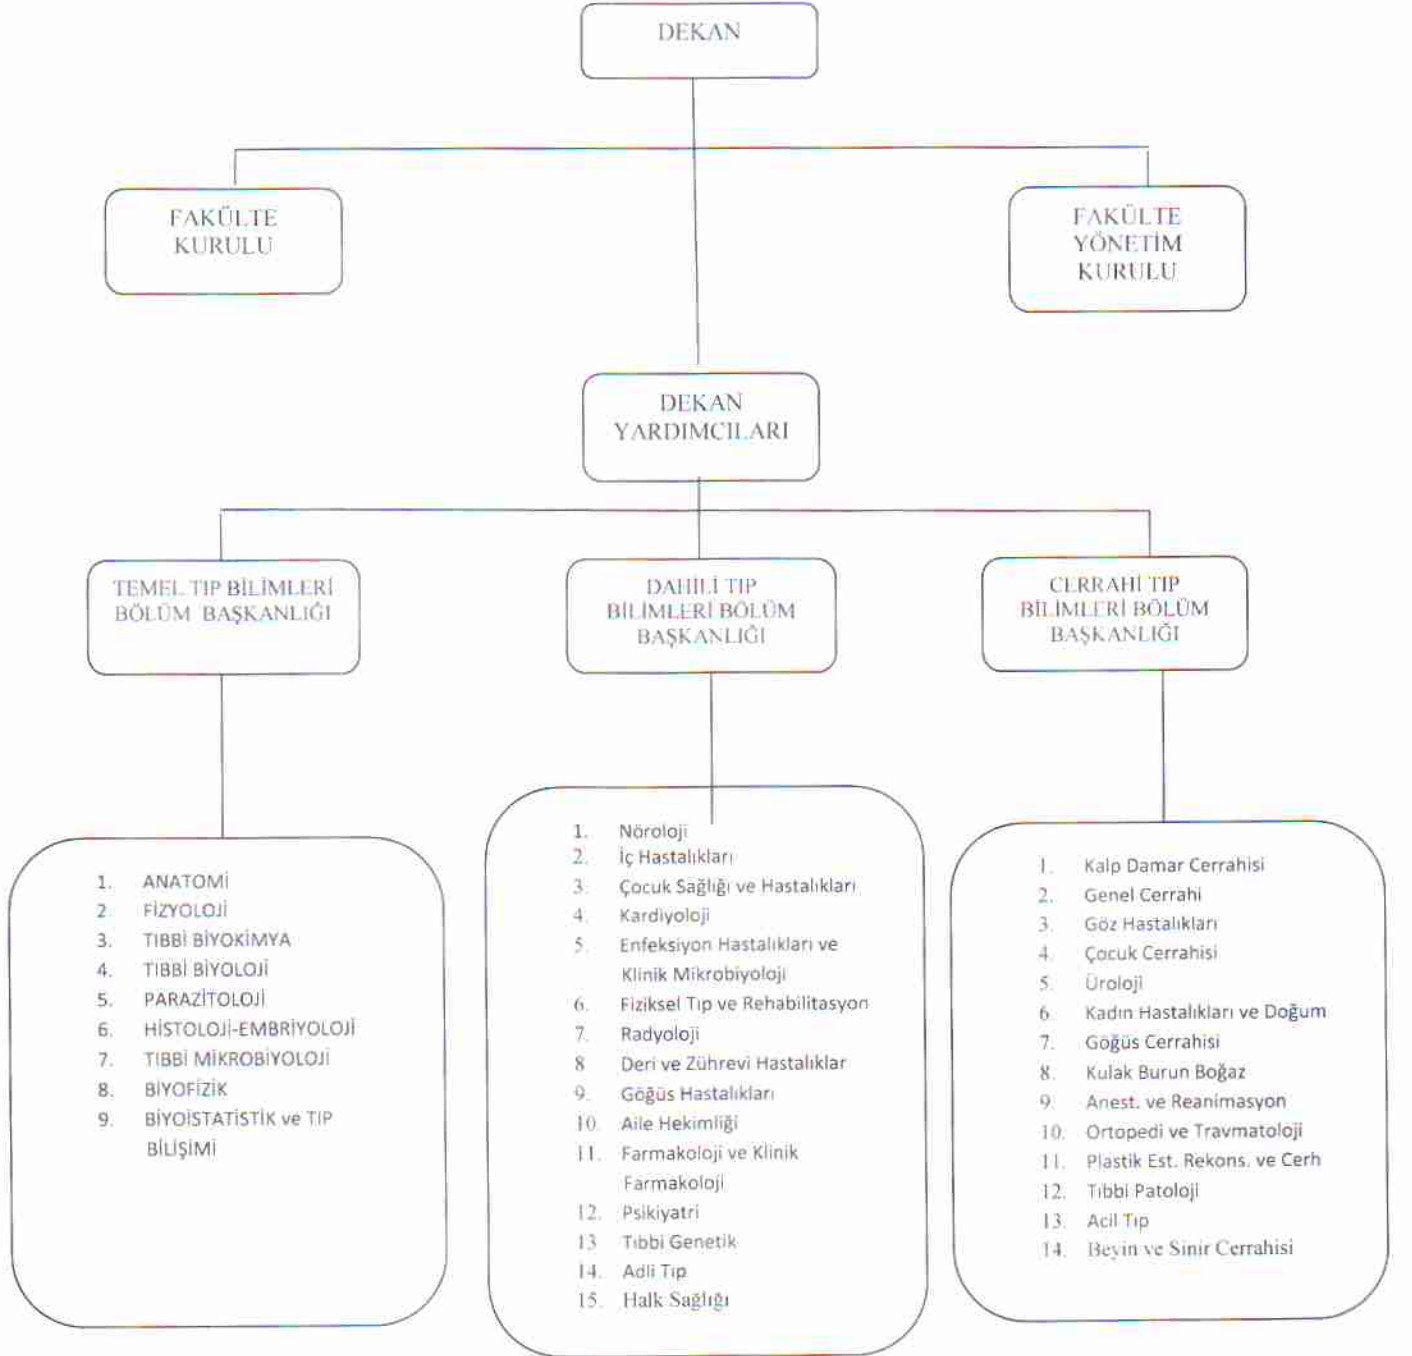 DEKAN
FAKÜLTE
KURULU
FAKÜLTE
YÖNETİM
KURULU
DEKAN
YARDIMCILARI
TEMEL TIP BİLİMLERİ
BÖLÜM BAŞKANLIĞI
DAHİLİ TIP
BİLİMLERİ BÖLÜM
BAŞKANLIĞI
CERRAHİ TIP
BİLİMLERİ BÖLÜM
BAŞKANLIĞI
1. ANATOMİ
2. FİZYOLOJİ
3. TIBBİ BİYOKİMYA
4. TIBBİ BİYOLOJİ
5. PARAZİTOLOJİ
6. HİSTOLOJİ-EMBRİYOLOJİ
7. TIBBİ MİKROBİYOLOJİ
8. BİYOFİZİK
9. BİYOİSTATİSTİK ve TIP
BİLİŞİMİ
1. Nöroloji
2. İç Hastalıkları
3. Çocuk Sağlığı ve Hastalıkları
4. Kardiyoloji
5. Enfeksiyon Hastalıkları ve
Klinik Mikrobiyoloji
6. Fiziksel Tıp ve Rehabilitasyon
7. Radyoloji
8 Deri ve Zührevi Hastalıklar
9. Göğüs Hastalıkları
10. Aile Hekimliği
11. Farmakoloji ve Klinik
Farmakoloji
12. Psikiyatri
13 Tıbbi Genetik
14. Adli Tıp
15. Halk Sağlığı
1. Kalp Damar Cerrahisi
2. Genel Cerrahi
3. Göz Hastalıkları
4. Çocuk Cerrahisi
5. Üroloji
6. Kadın Hastalıkları ve Doğum
7. Göğüs Cerrahisi
8. Kulak Burun Boğaz
9. Anest. ve Reanimasyon
10. Ortopedi ve Travmatoloji
11. Plastik Est. Rekons. ve Cerh
12. Tıbbi Patoloji
13. Acil Tıp
14. Beyin ve Sinir Cerrahisi